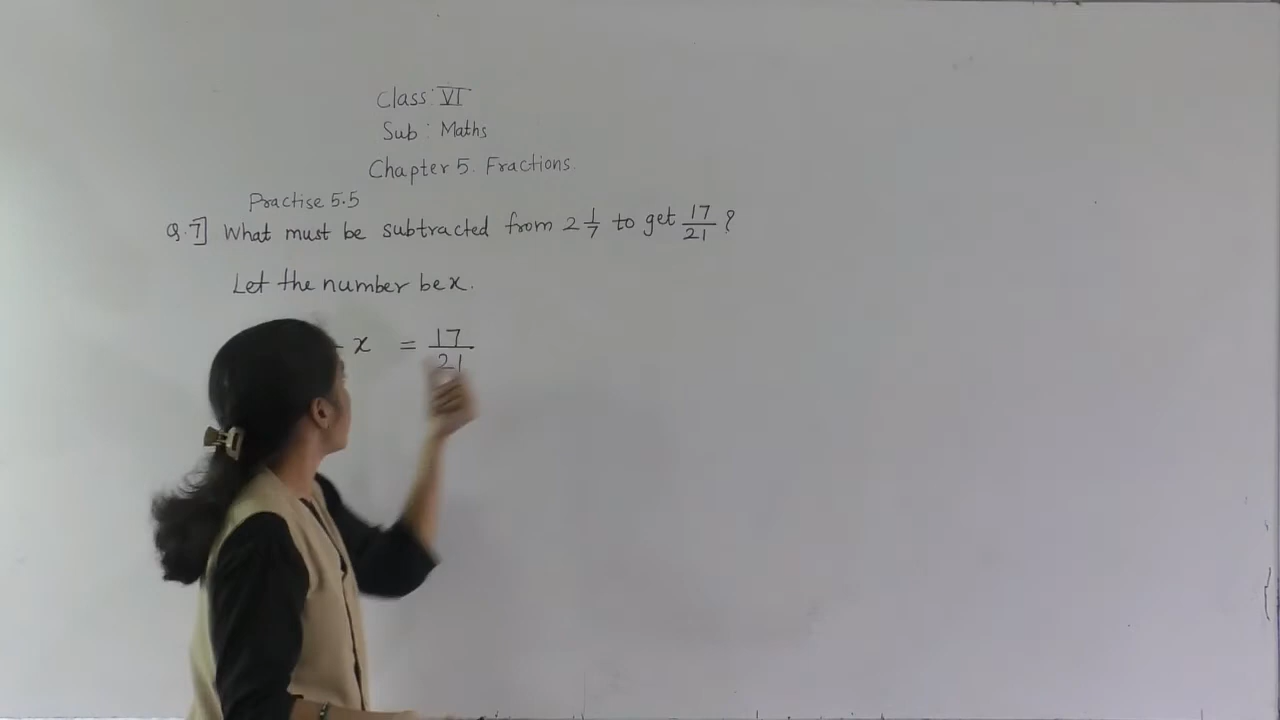 Class: VI
Sub : Maths
Chapter 5. Fractions.
Practise 5.5
Q.7] What must be subtracted from 2 1/7 to get 17/21 ?
Let the number be x.
- x = 17/21